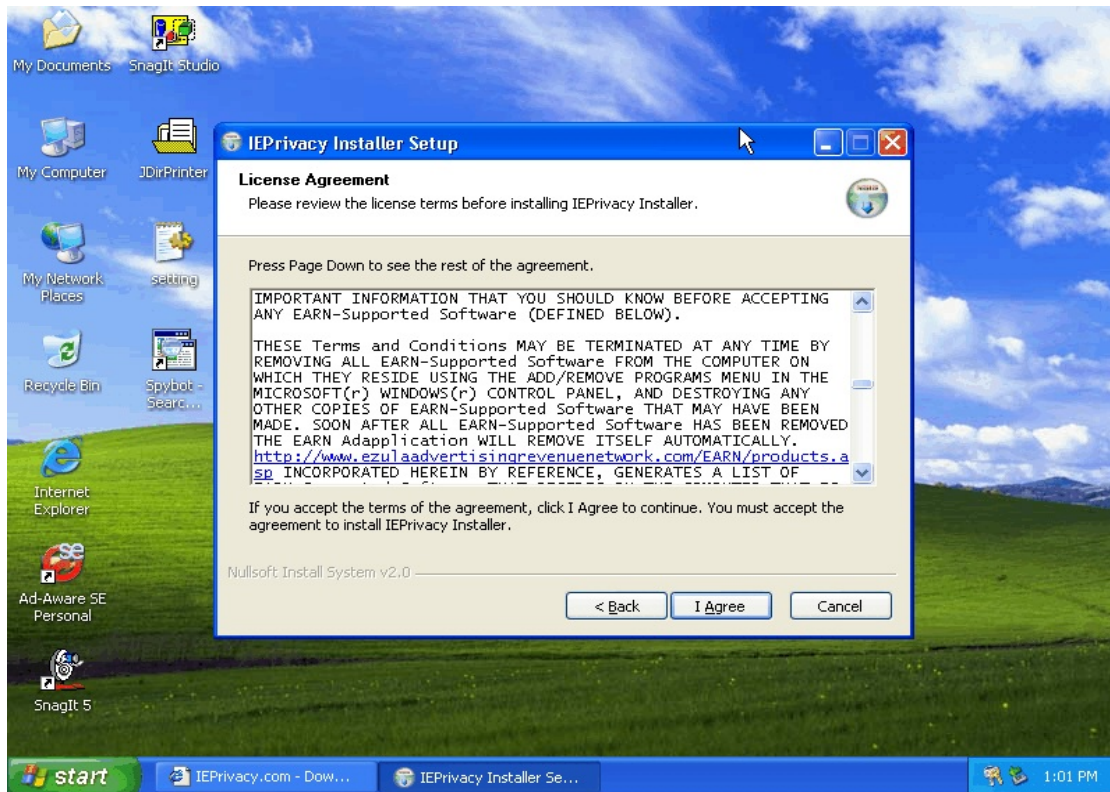 My Documents
SnagIt Studio
My Computer
JDirPrinter
My Network
Places
setting
Recycle Bin
Spybot -
Searc...
Internet
Explorer
Ad-Aware SE
Personal
SnagIt 5
IEPrivacy Installer Setup
License Agreement
Please review the license terms before installing IEPrivacy Installer.
Press Page Down to see the rest of the agreement.
IMPORTANT INFORMATION THAT YOU SHOULD KNOW BEFORE ACCEPTING
ANY EARN-Supported Software (DEFINED BELOW).
THESE Terms and Conditions MAY BE TERMINATED AT ANY TIME BY
REMOVING ALL EARN-Supported Software FROM THE COMPUTER ON
WHICH THEY RESIDE USING THE ADD/REMOVE PROGRAMS MENU IN THE
MICROSOFT(r) WINDOWS(r) CONTROL PANEL, AND DESTROYING ANY
OTHER COPIES OF EARN-Supported Software THAT MAY HAVE BEEN
MADE. SOON AFTER ALL EARN-Supported Software HAS BEEN REMOVED
THE EARN Adapplication WILL REMOVE ITSELF AUTOMATICALLY.
http://www.ezulaadvertisingrevenuenetwork.com/EARN/products.a
sp INCORPORATED HEREIN BY REFERENCE, GENERATES A LIST OF
If you accept the terms of the agreement, click I Agree to continue. You must accept the
agreement to install IEPrivacy Installer.
Nullsoft Install System v2.0
< Back
I Agree
Cancel
start
IEPrivacy.com - Dow...
IEPrivacy Installer Se...
1:01 PM